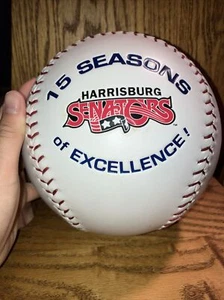 15 SEASONS
HARRISBURG
SENATORS
of EXCELLENCE!